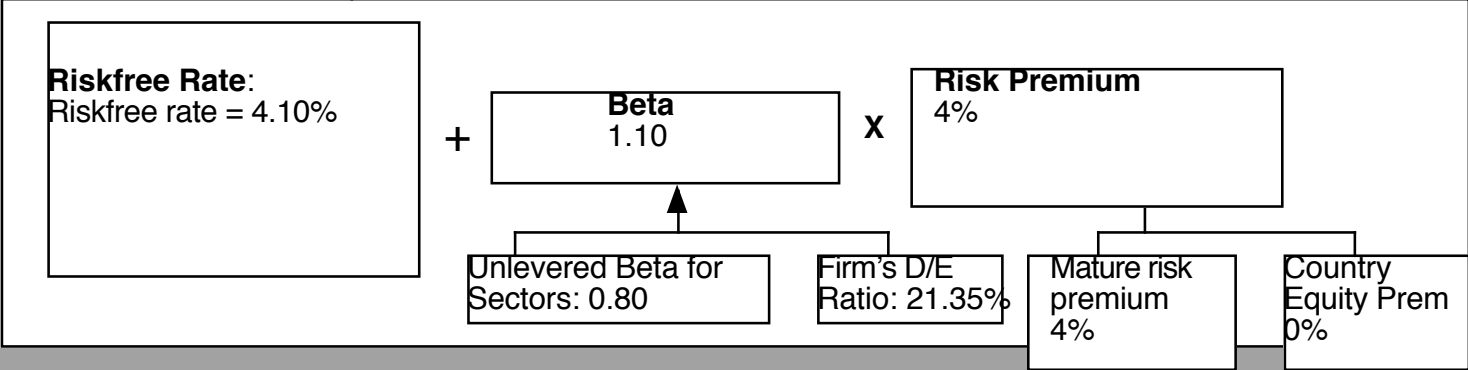 Riskfree Rate:
Riskfree rate = 4.10%
+
Beta
1.10
X
Risk Premium
4%
Unlevered Beta for
Sectors: 0.80
Firm's D/E
Ratio: 21.35%
Mature risk
premium
4%
Country
Equity Prem
0%